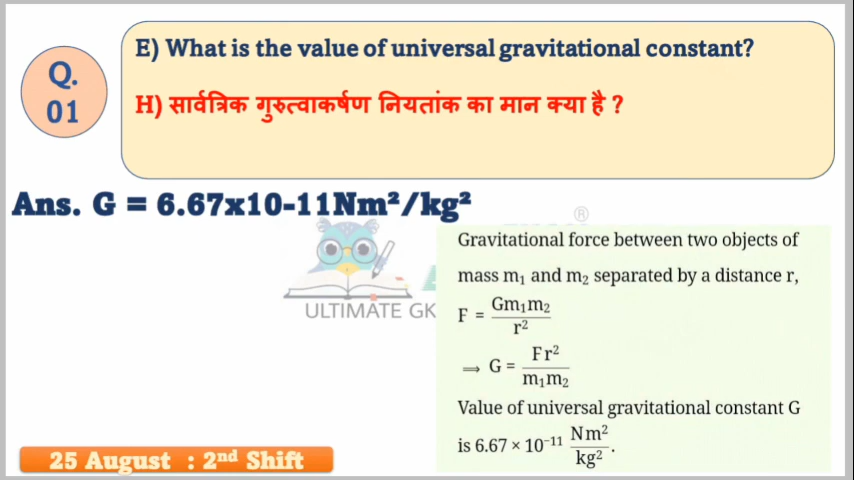 Q.
01
E) What is the value of universal gravitational constant?
H) सार्वत्रिक गुरुत्वाकर्षण नियतांक का मान क्या है ?
Ans. G = 6.67x10-11Nm²/kg²
®
ULTIMATE GK
Gravitational force between two objects of
mass m₁ and m₂ separated by a distance r,
F = Gm₁m₂ / r²
⟹ G = Fr² / m₁m₂
Value of universal gravitational constant G
is 6.67 × 10⁻¹¹ Nm² / kg².
25 August : 2nd Shift